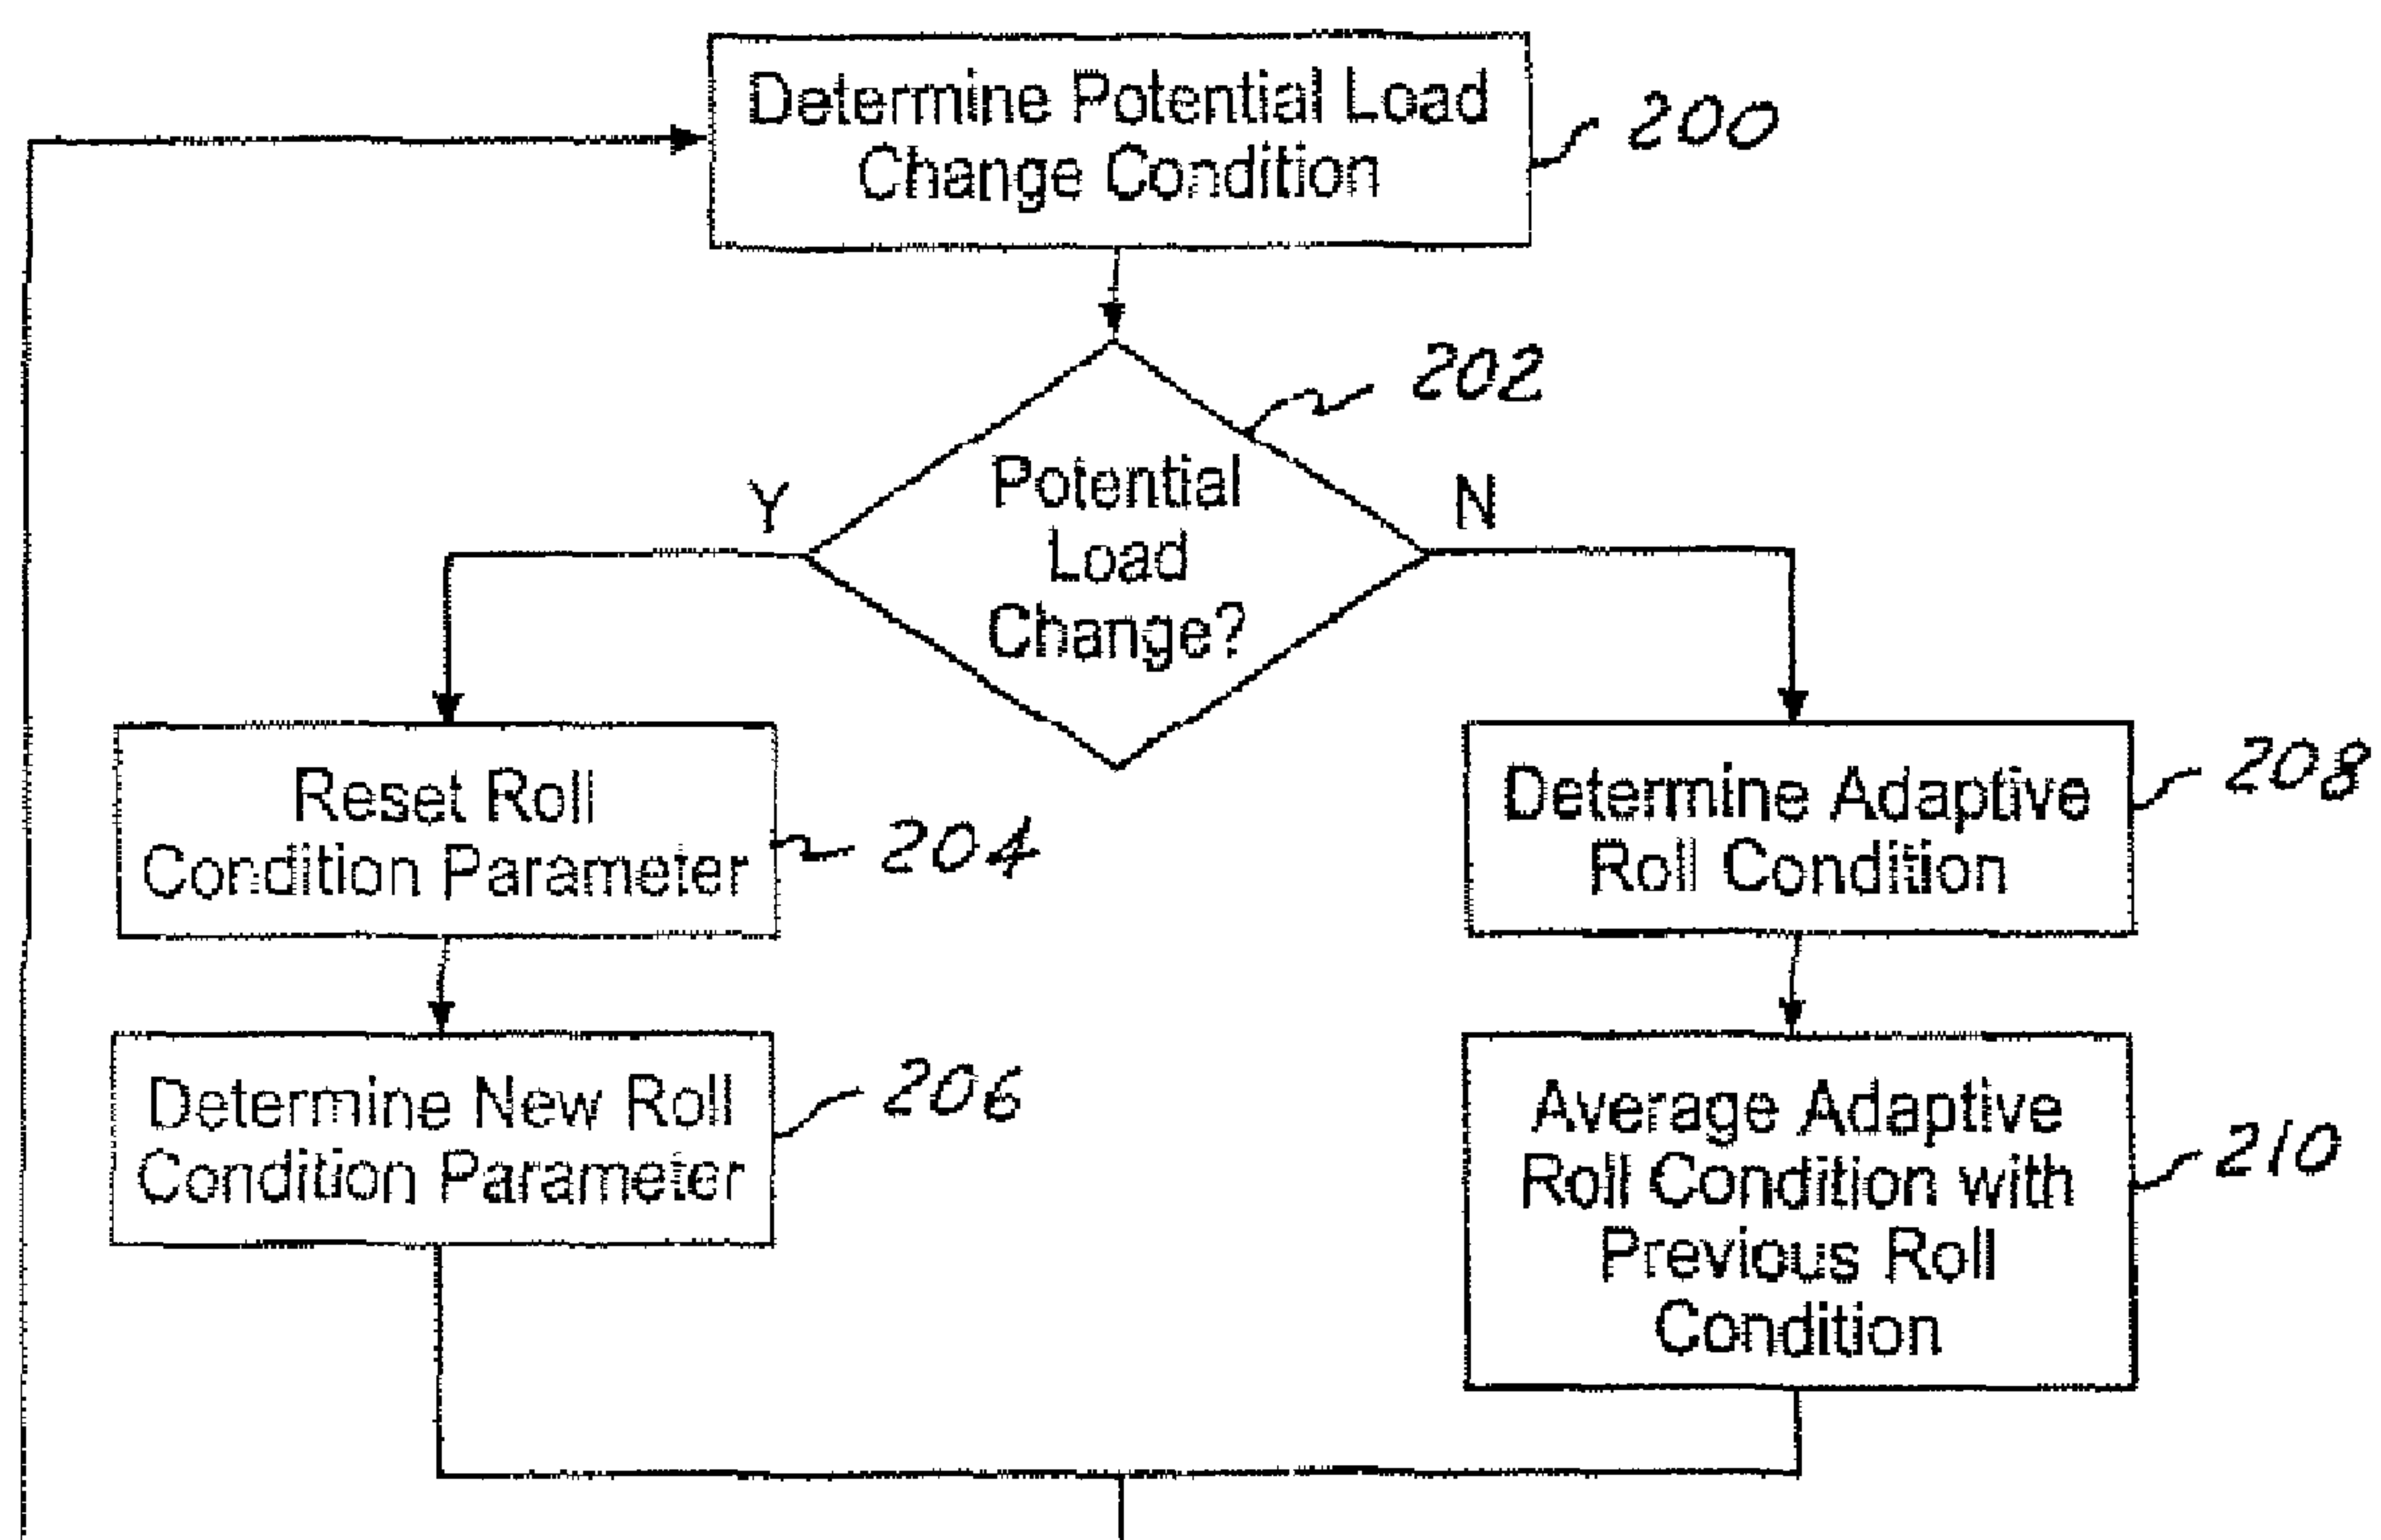 Determine Potential Load
Change Condition
200
202
Potential
Load
Change?
Y
N
Reset Roll
Condition Parameter
204
Determine Adaptive
Roll Condition
208
Determine New Roll
Condition Parameter
206
Average Adaptive
Roll Condition with
Previous Roll
Condition
210